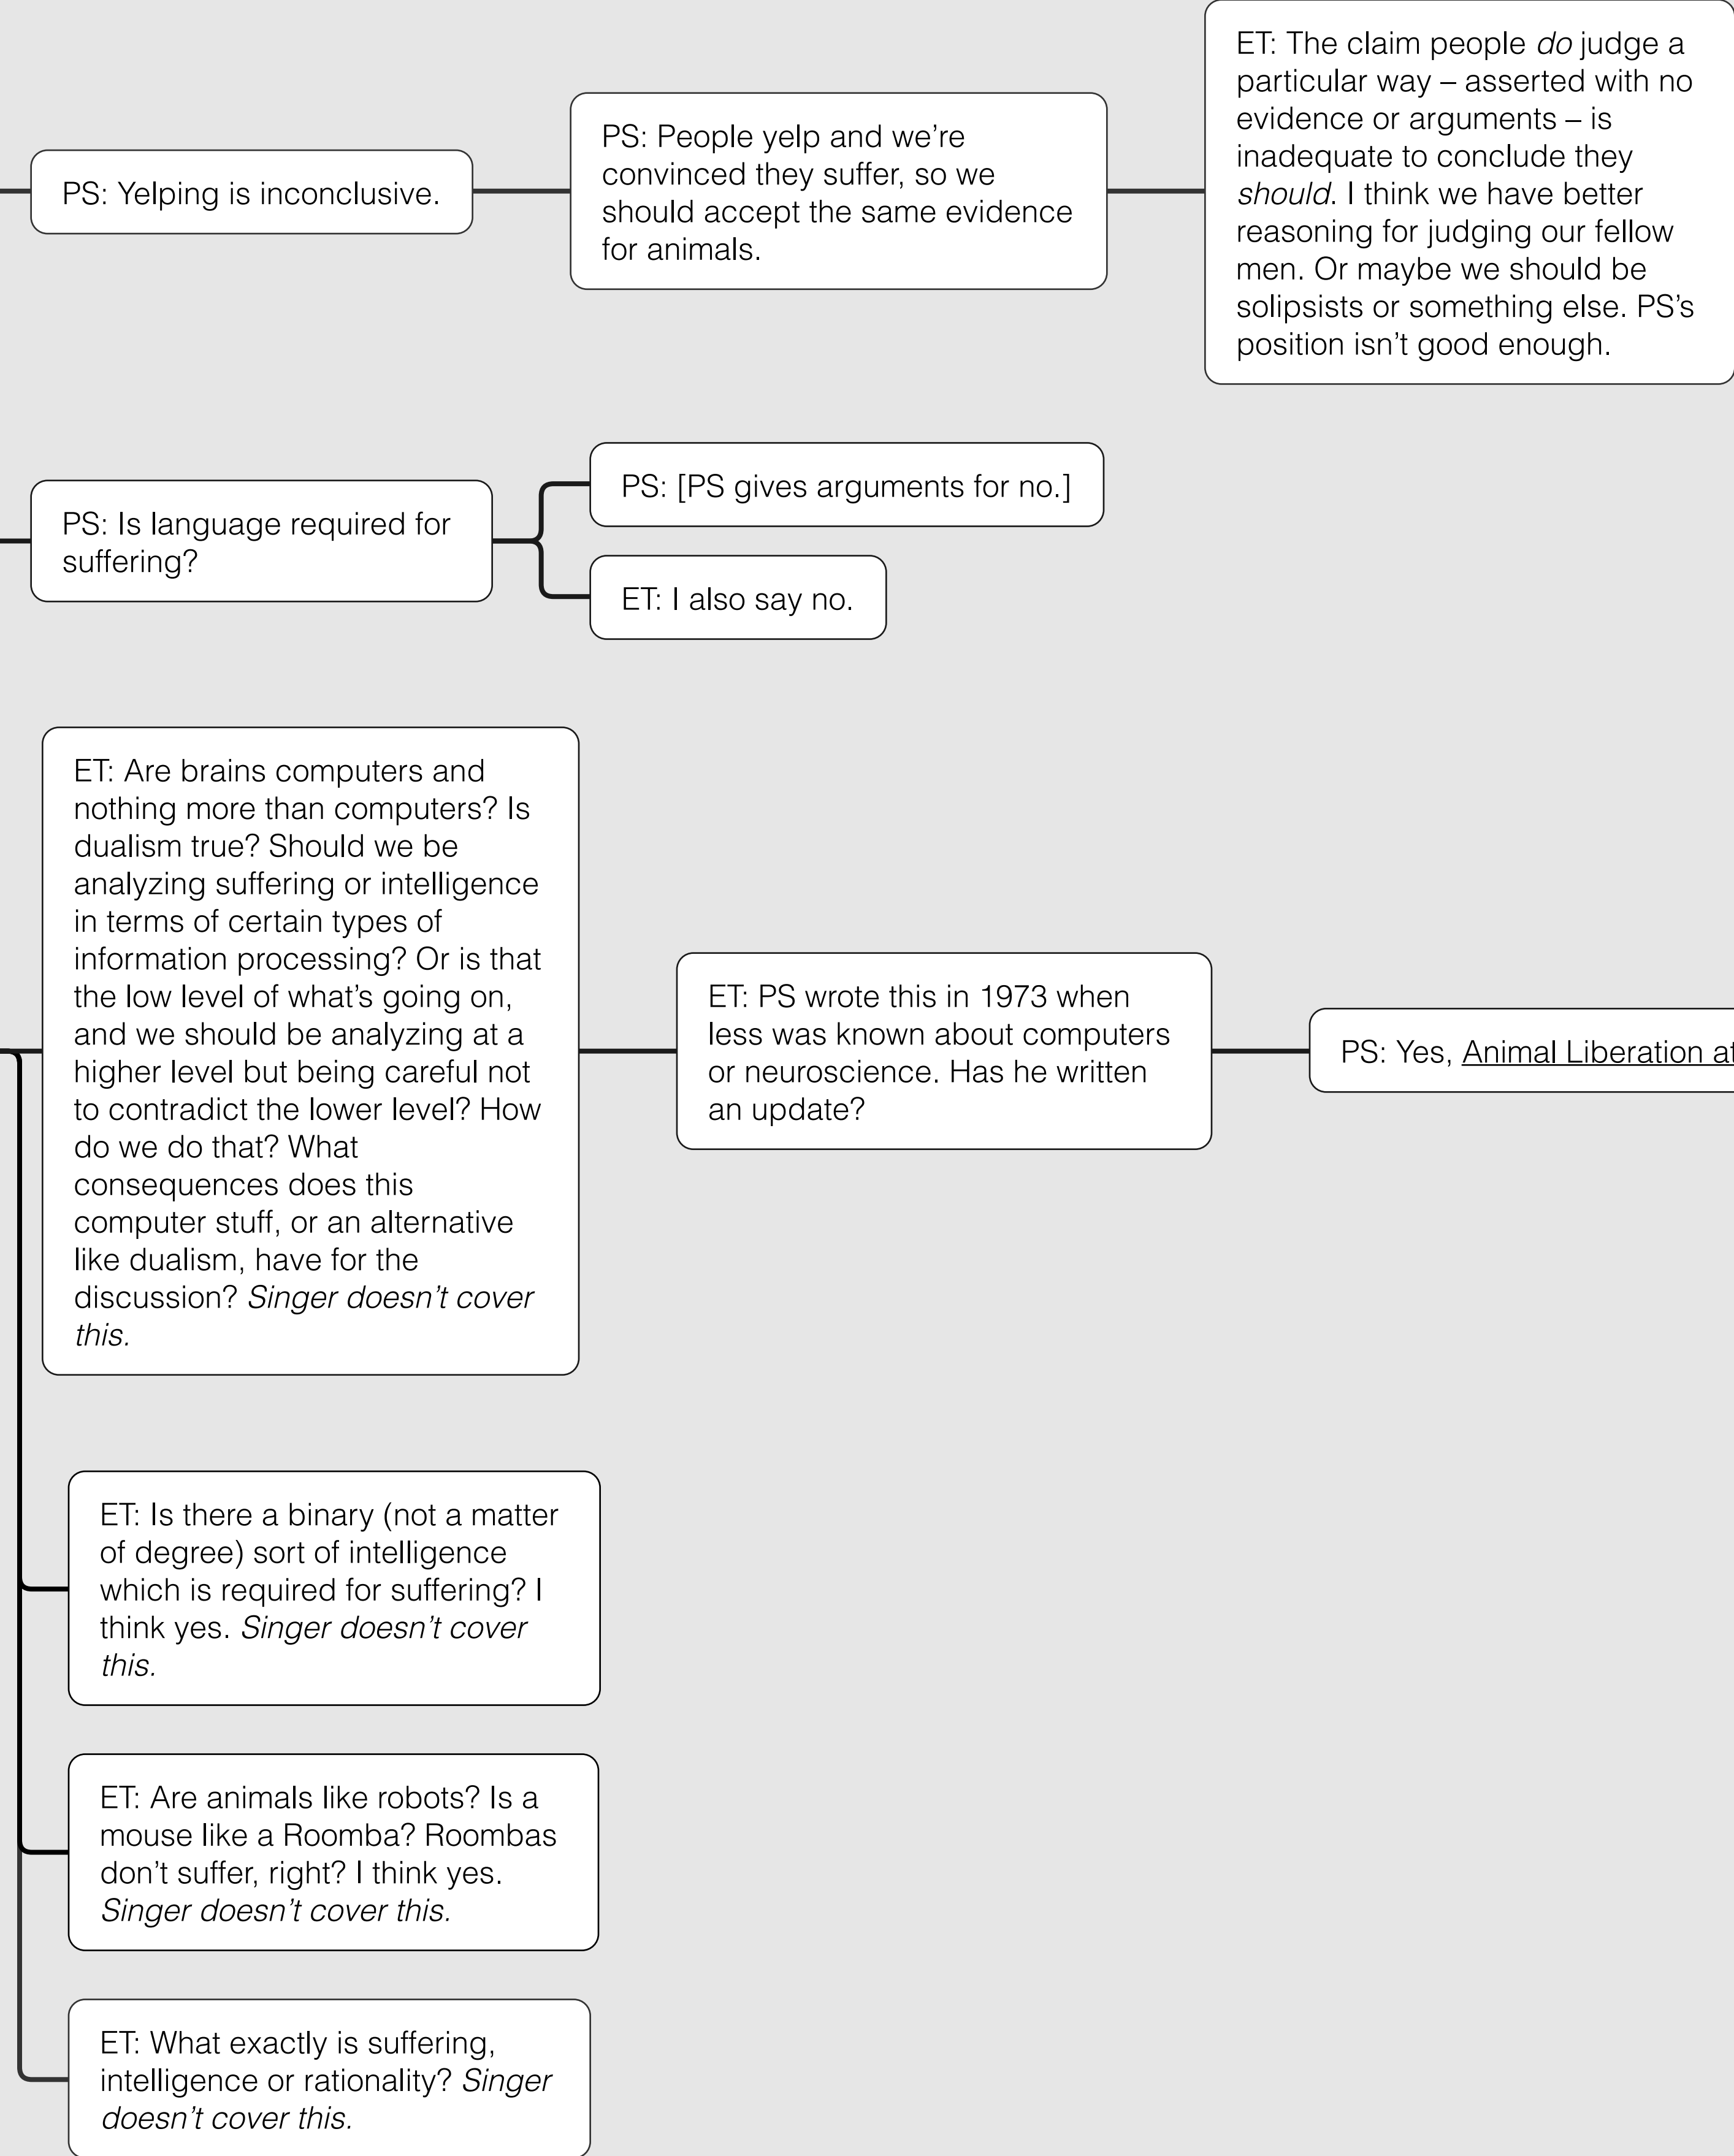 PS: Yelping is inconclusive.
PS: People yelp and we're
convinced they suffer, so we
should accept the same evidence
for animals.
ET: The claim people do judge a
particular way – asserted with no
evidence or arguments – is
inadequate to conclude they
should. I think we have better
reasoning for judging our fellow
men. Or maybe we should be
solipsists or something else. PS's
position isn't good enough.
PS: Is language required for
suffering?
PS: [PS gives arguments for no.]
ET: I also say no.
ET: Are brains computers and
nothing more than computers? Is
dualism true? Should we be
analyzing suffering or intelligence
in terms of certain types of
information processing? Or is that
the low level of what's going on,
and we should be analyzing at a
higher level but being careful not
to contradict the lower level? How
do we do that? What
consequences does this
computer stuff, or an alternative
like dualism, have for the
discussion? Singer doesn't cover
this.
ET: PS wrote this in 1973 when
less was known about computers
or neuroscience. Has he written
an update?
PS: Yes, Animal Liberation at
ET: Is there a binary (not a matter
of degree) sort of intelligence
which is required for suffering? I
think yes. Singer doesn't cover
this.
ET: Are animals like robots? Is a
mouse like a Roomba? Roombas
don't suffer, right? I think yes.
Singer doesn't cover this.
ET: What exactly is suffering,
intelligence or rationality? Singer
doesn't cover this.